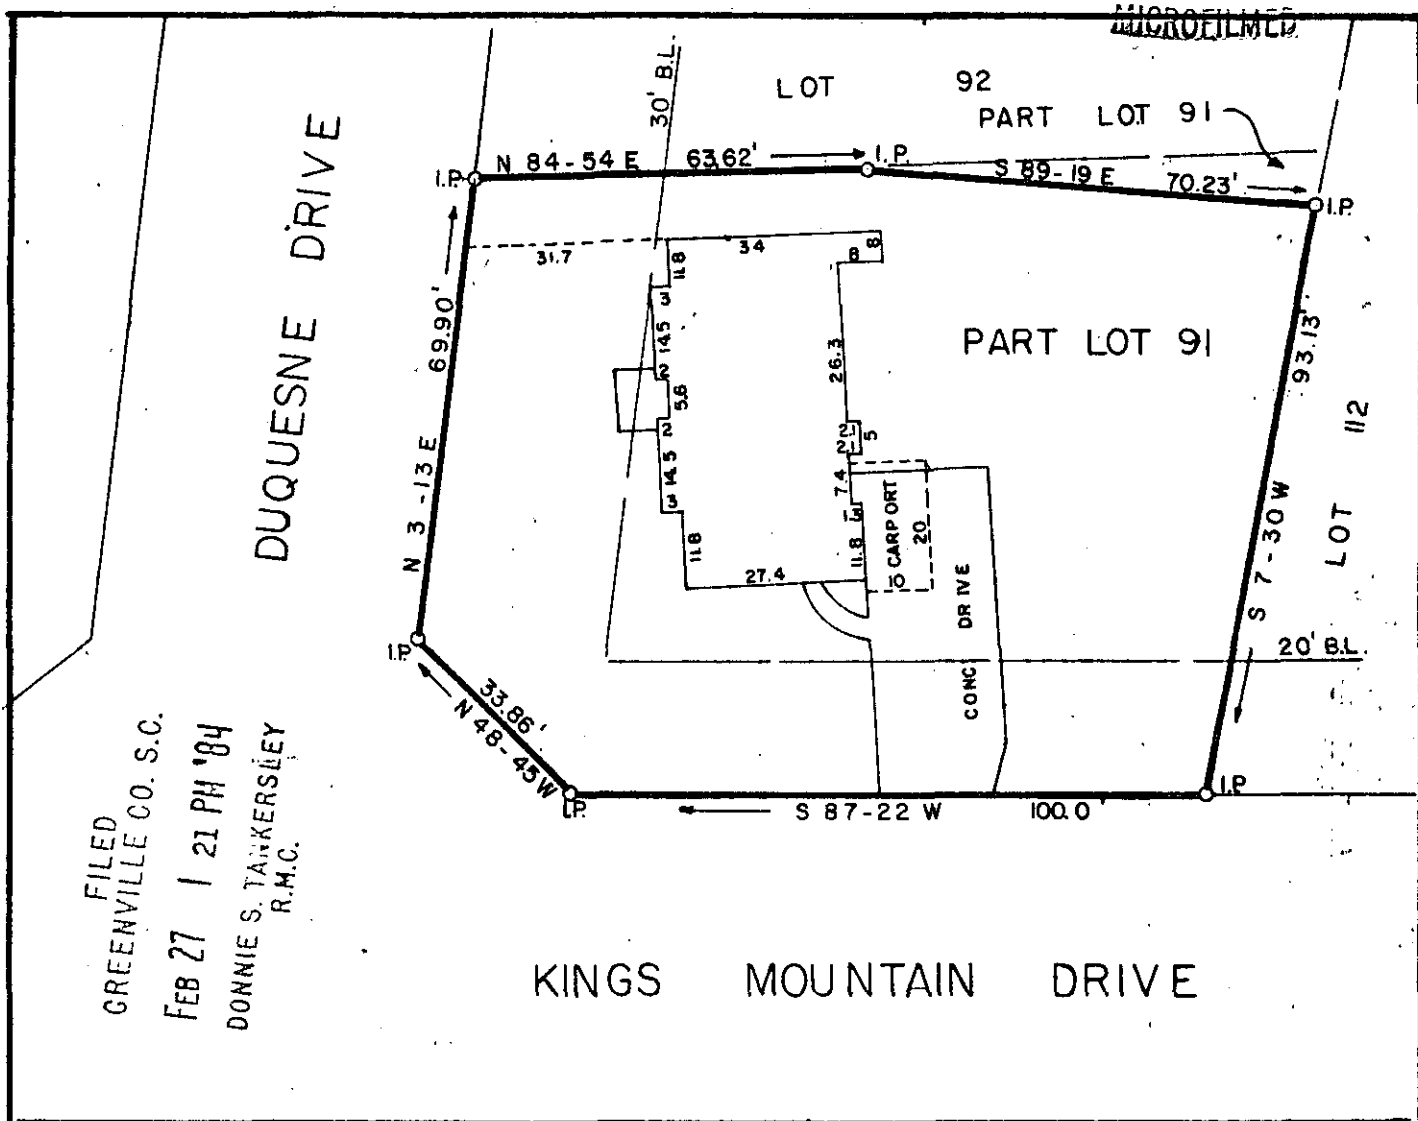 MICROFILMED
LOT 92
PART LOT 91
30' B.L.
N 84-54 E 63.62' I.P.
S 89-19 E 70.23'
I.P.
I.P.
DUQUESNE DRIVE
N 3-13 E 69.90'
31.7
34
8
8
11.8
3
14.5
2
5.6
2
14.5
3
11.8
27.4
26.3
2.1
5
2.1
7.4
3
11.8
CARPORT
20
10
CONC DRIVE
PART LOT 91
93.13'
S 7-30 W
LOT 112
20' B.L.
I.P.
33.86'
N 48-45 W
I.P.
S 87-22 W 100.0
I.P.
FILED
GREENVILLE CO. S.C.
FEB 27 1 21 PM '84
DONNIE S. TANKERSLEY
R.M.C.
KINGS MOUNTAIN DRIVE